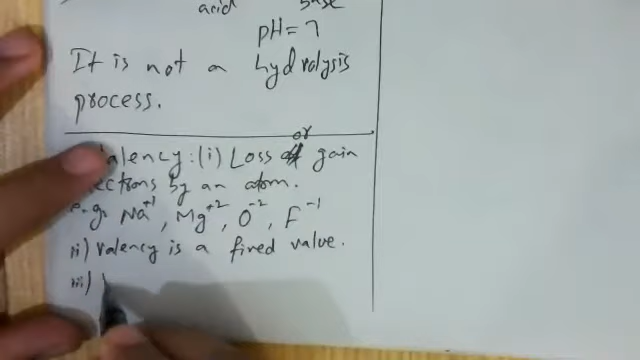 acid base
pH = 7
It is not a hydrolysis
process.
Valency: (i) Loss or gain
electrons by an atom.
e.g. Na+1, Mg+2, O-2, F-1
ii) Valency is a fixed value.
iii)